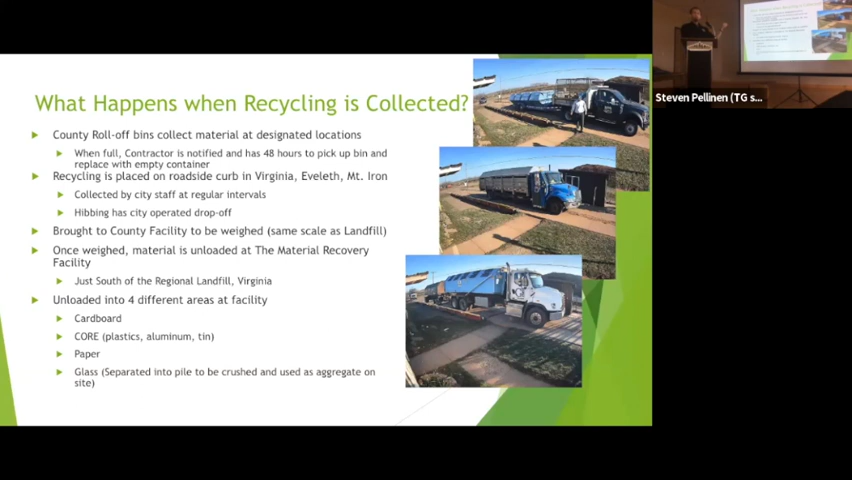 What Happens when Recycling is Collected?
County Roll-off bins collect material at designated locations
When full, Contractor is notified and has 48 hours to pick up bin and
replace with empty container
Recycling is placed on roadside curb in Virginia, Eveleth, Mt. Iron
Collected by city staff at regular intervals
Hibbing has city operated drop-off
Brought to County Facility to be weighed (same scale as Landfill)
Once weighed, material is unloaded at The Material Recovery
Facility
Just South of the Regional Landfill, Virginia
Unloaded into 4 different areas at facility
Cardboard
CORE (plastics, aluminum, tin)
Paper
Glass (Separated into pile to be crushed and used as aggregate on
site)
Steven Pellinen (TG s...